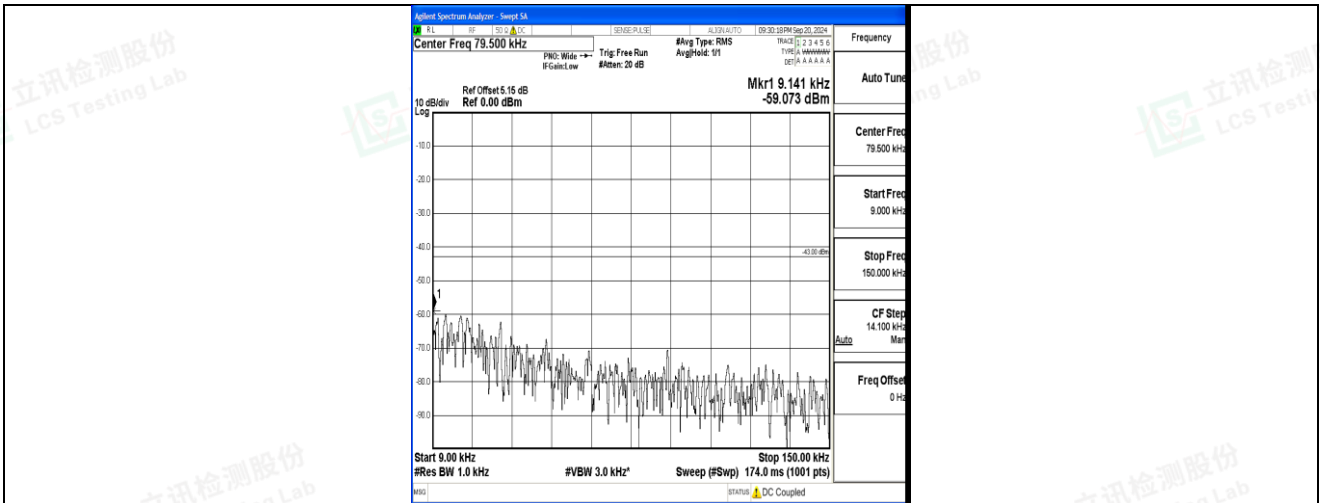 Agilent Spectrum Analyzer - Swept SA
RL RF 50 Ω DC SENSE:PULSE ALIGN AUTO 09:30:18 PM Sep 20, 2024
Center Freq 79.500 kHz
PNO: Wide
IFGain:Low
Trig: Free Run
#Atten: 20 dB
#Avg Type: RMS
Avg|Hold: 1/1
TRACE 1 2 3 4 5 6
TYPE A WWWWW
DET A A A A A A
Frequency
Auto Tune
Mkr1 9.141 kHz
-59.073 dBm
Ref Offset 5.15 dB
10 dB/div Ref 0.00 dBm
Log
-10.0
-20.0
-30.0
-40.0
-43.00 dBm
-50.0
1
-60.0
-70.0
-80.0
-90.0
Center Freq
79.500 kHz
Start Freq
9.000 kHz
Stop Freq
150.000 kHz
CF Step
14.100 kHz
Auto Man
Freq Offset
0 Hz
Start 9.00 kHz Stop 150.00 kHz
#Res BW 1.0 kHz #VBW 3.0 kHz* Sweep (#Swp) 174.0 ms (1001 pts)
MSG STATUS DC Coupled
立讯检测股份
LCS Testing Lab
检测股份
ng Lab
立讯检测
LCS Testin
立讯检测股份